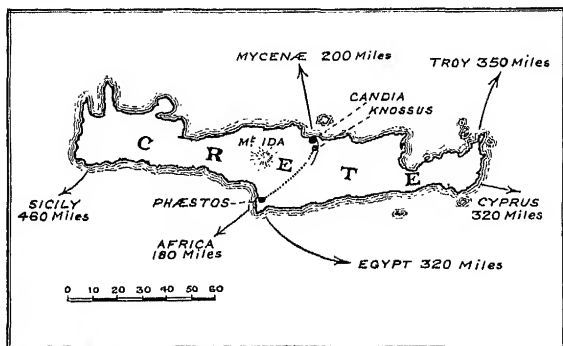 MYCENÆ 200 Miles
TROY 350 Miles
CANDIA
KNOSSUS
Mt IDA
CRETE
SICILY
460 Miles
PHÆSTOS
CYPRUS
320 Miles
AFRICA
180 Miles
EGYPT 320 Miles
0 10 20 30 40 50 60